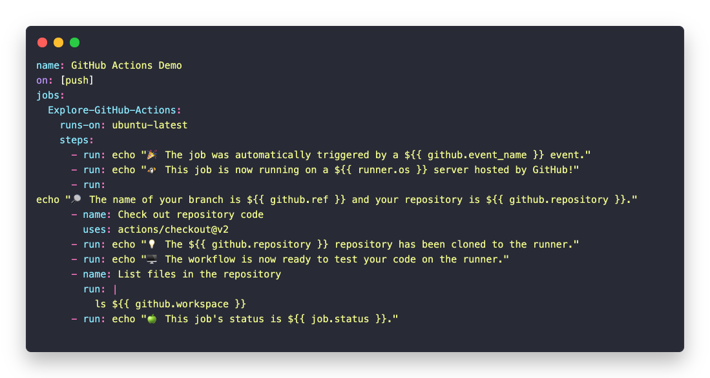 name: GitHub Actions Demo
on: [push]
jobs:
  Explore-GitHub-Actions:
    runs-on: ubuntu-latest
    steps:
      - run: echo "🎉 The job was automatically triggered by a ${{ github.event_name }} event."
      - run: echo "🐧 This job is now running on a ${{ runner.os }} server hosted by GitHub!"
      - run:
echo "🔎 The name of your branch is ${{ github.ref }} and your repository is ${{ github.repository }}."
      - name: Check out repository code
        uses: actions/checkout@v2
      - run: echo "💡 The ${{ github.repository }} repository has been cloned to the runner."
      - run: echo "🖥️ The workflow is now ready to test your code on the runner."
      - name: List files in the repository
        run: |
          ls ${{ github.workspace }}
      - run: echo "🍏 This job's status is ${{ job.status }}."